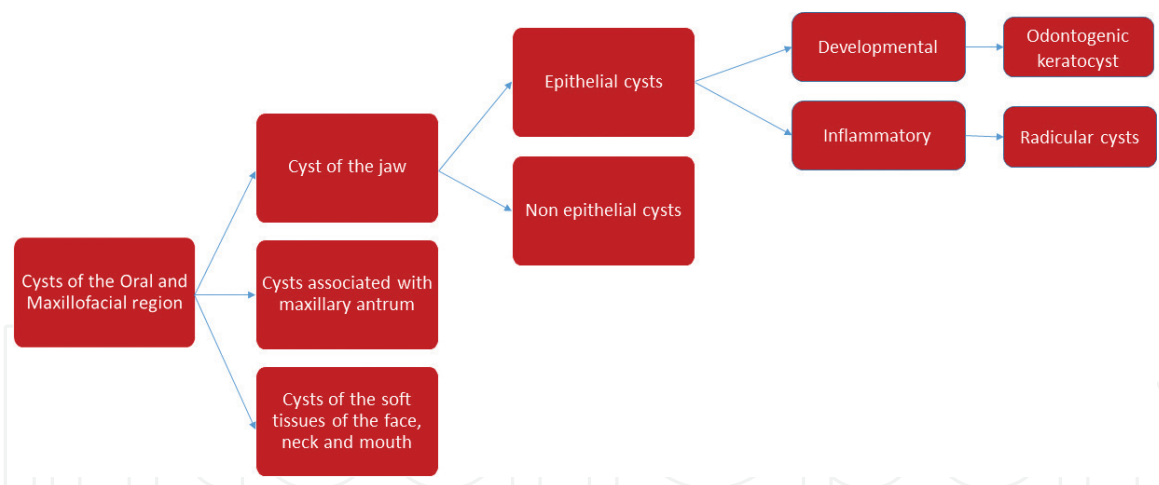 Cysts of the Oral and
Maxillofacial region
Cyst of the jaw
Cysts associated with
maxillary antrum
Cysts of the soft
tissues of the face,
neck and mouth
Epithelial cysts
Non epithelial cysts
Developmental
Inflammatory
Odontogenic
keratocyst
Radicular cysts